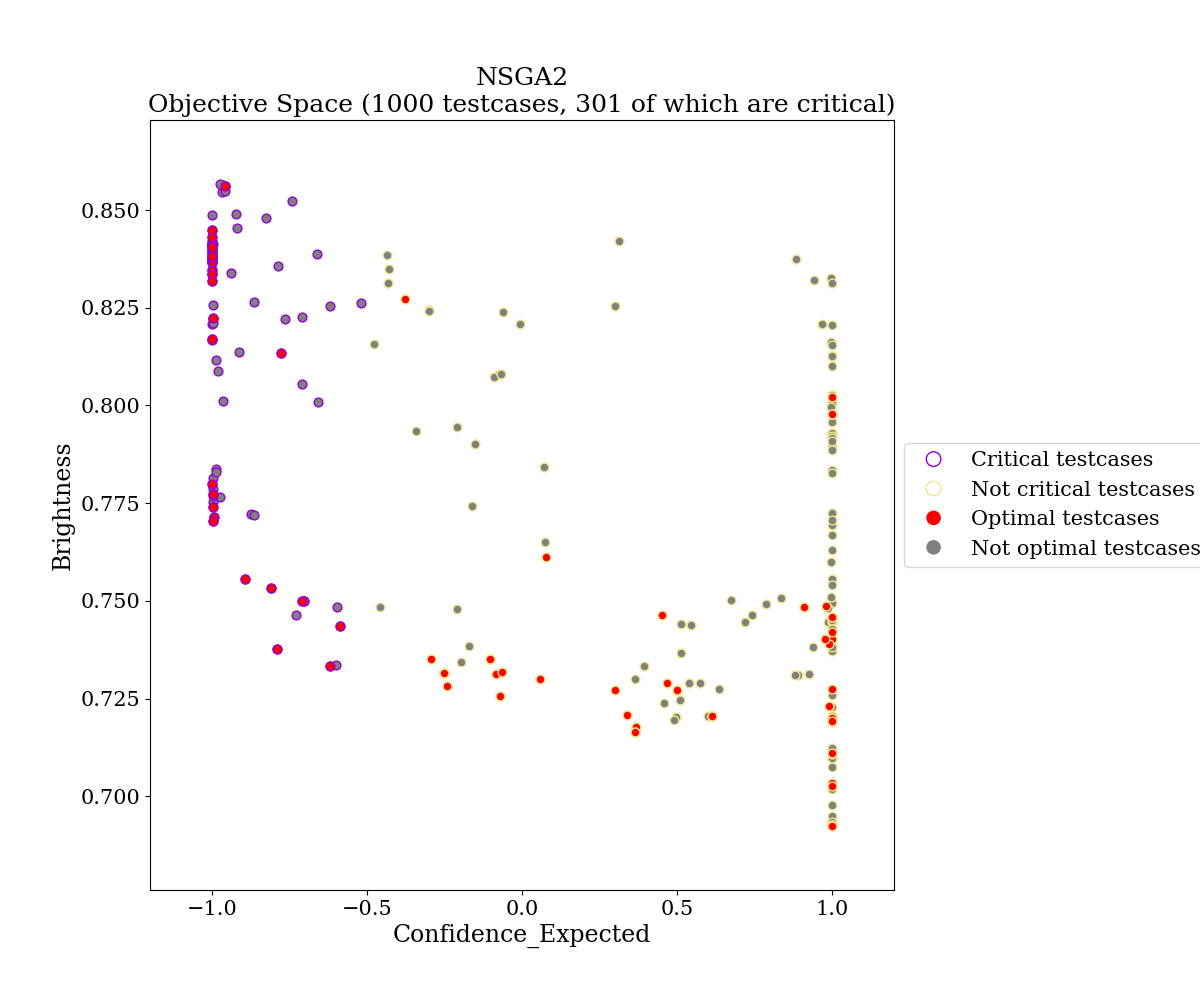 NSGA2
Objective Space (1000 testcases, 301 of which are critical)
0.850
0.825
0.800
0.775
0.750
0.725
0.700
Brightness
−1.0
−0.5
0.0
0.5
1.0
Confidence_Expected
Critical testcases
Not critical testcases
Optimal testcases
Not optimal testcases